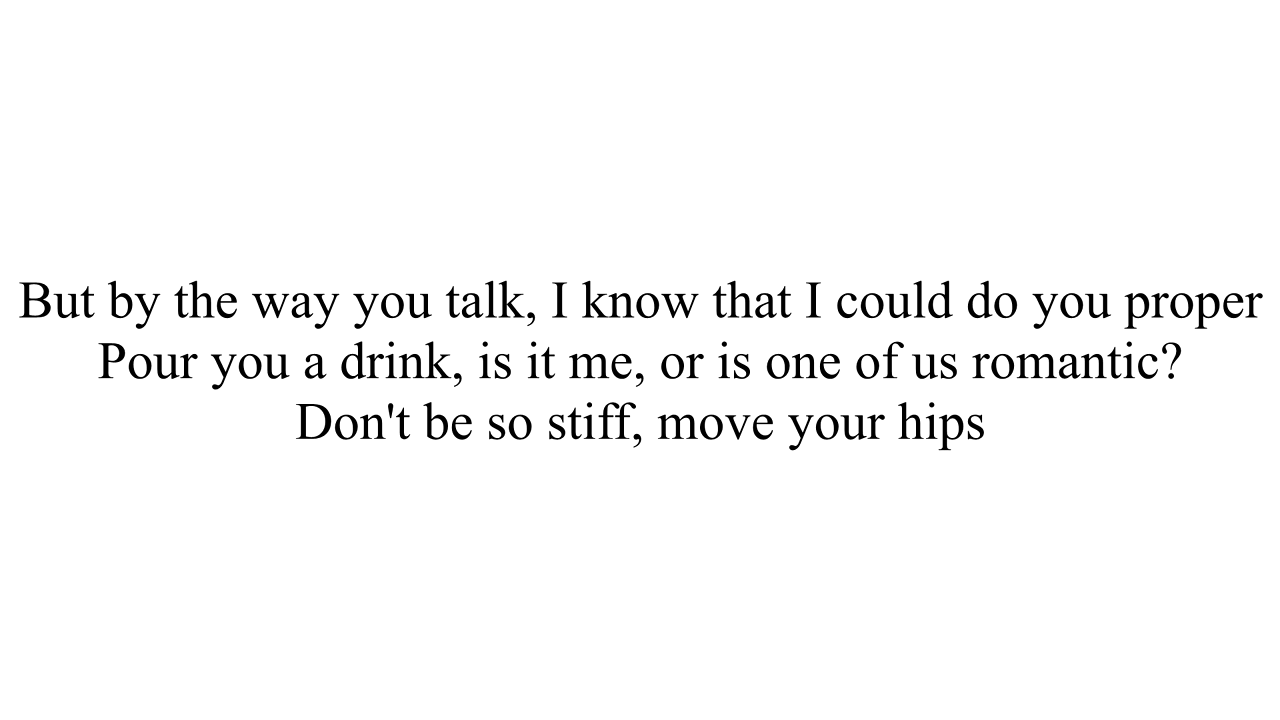 But by the way you talk, I know that I could do you proper
Pour you a drink, is it me, or is one of us romantic?
Don't be so stiff, move your hips